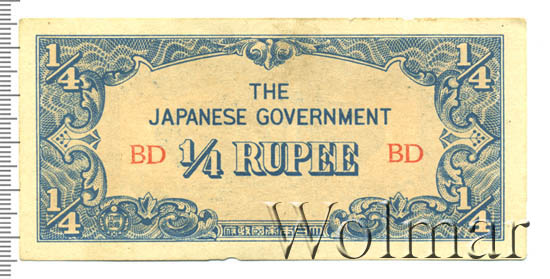 1/4 1/4
THE
JAPANESE GOVERNMENT
BD 1/4 RUPEE BD
1/4 1/4
Wolmar